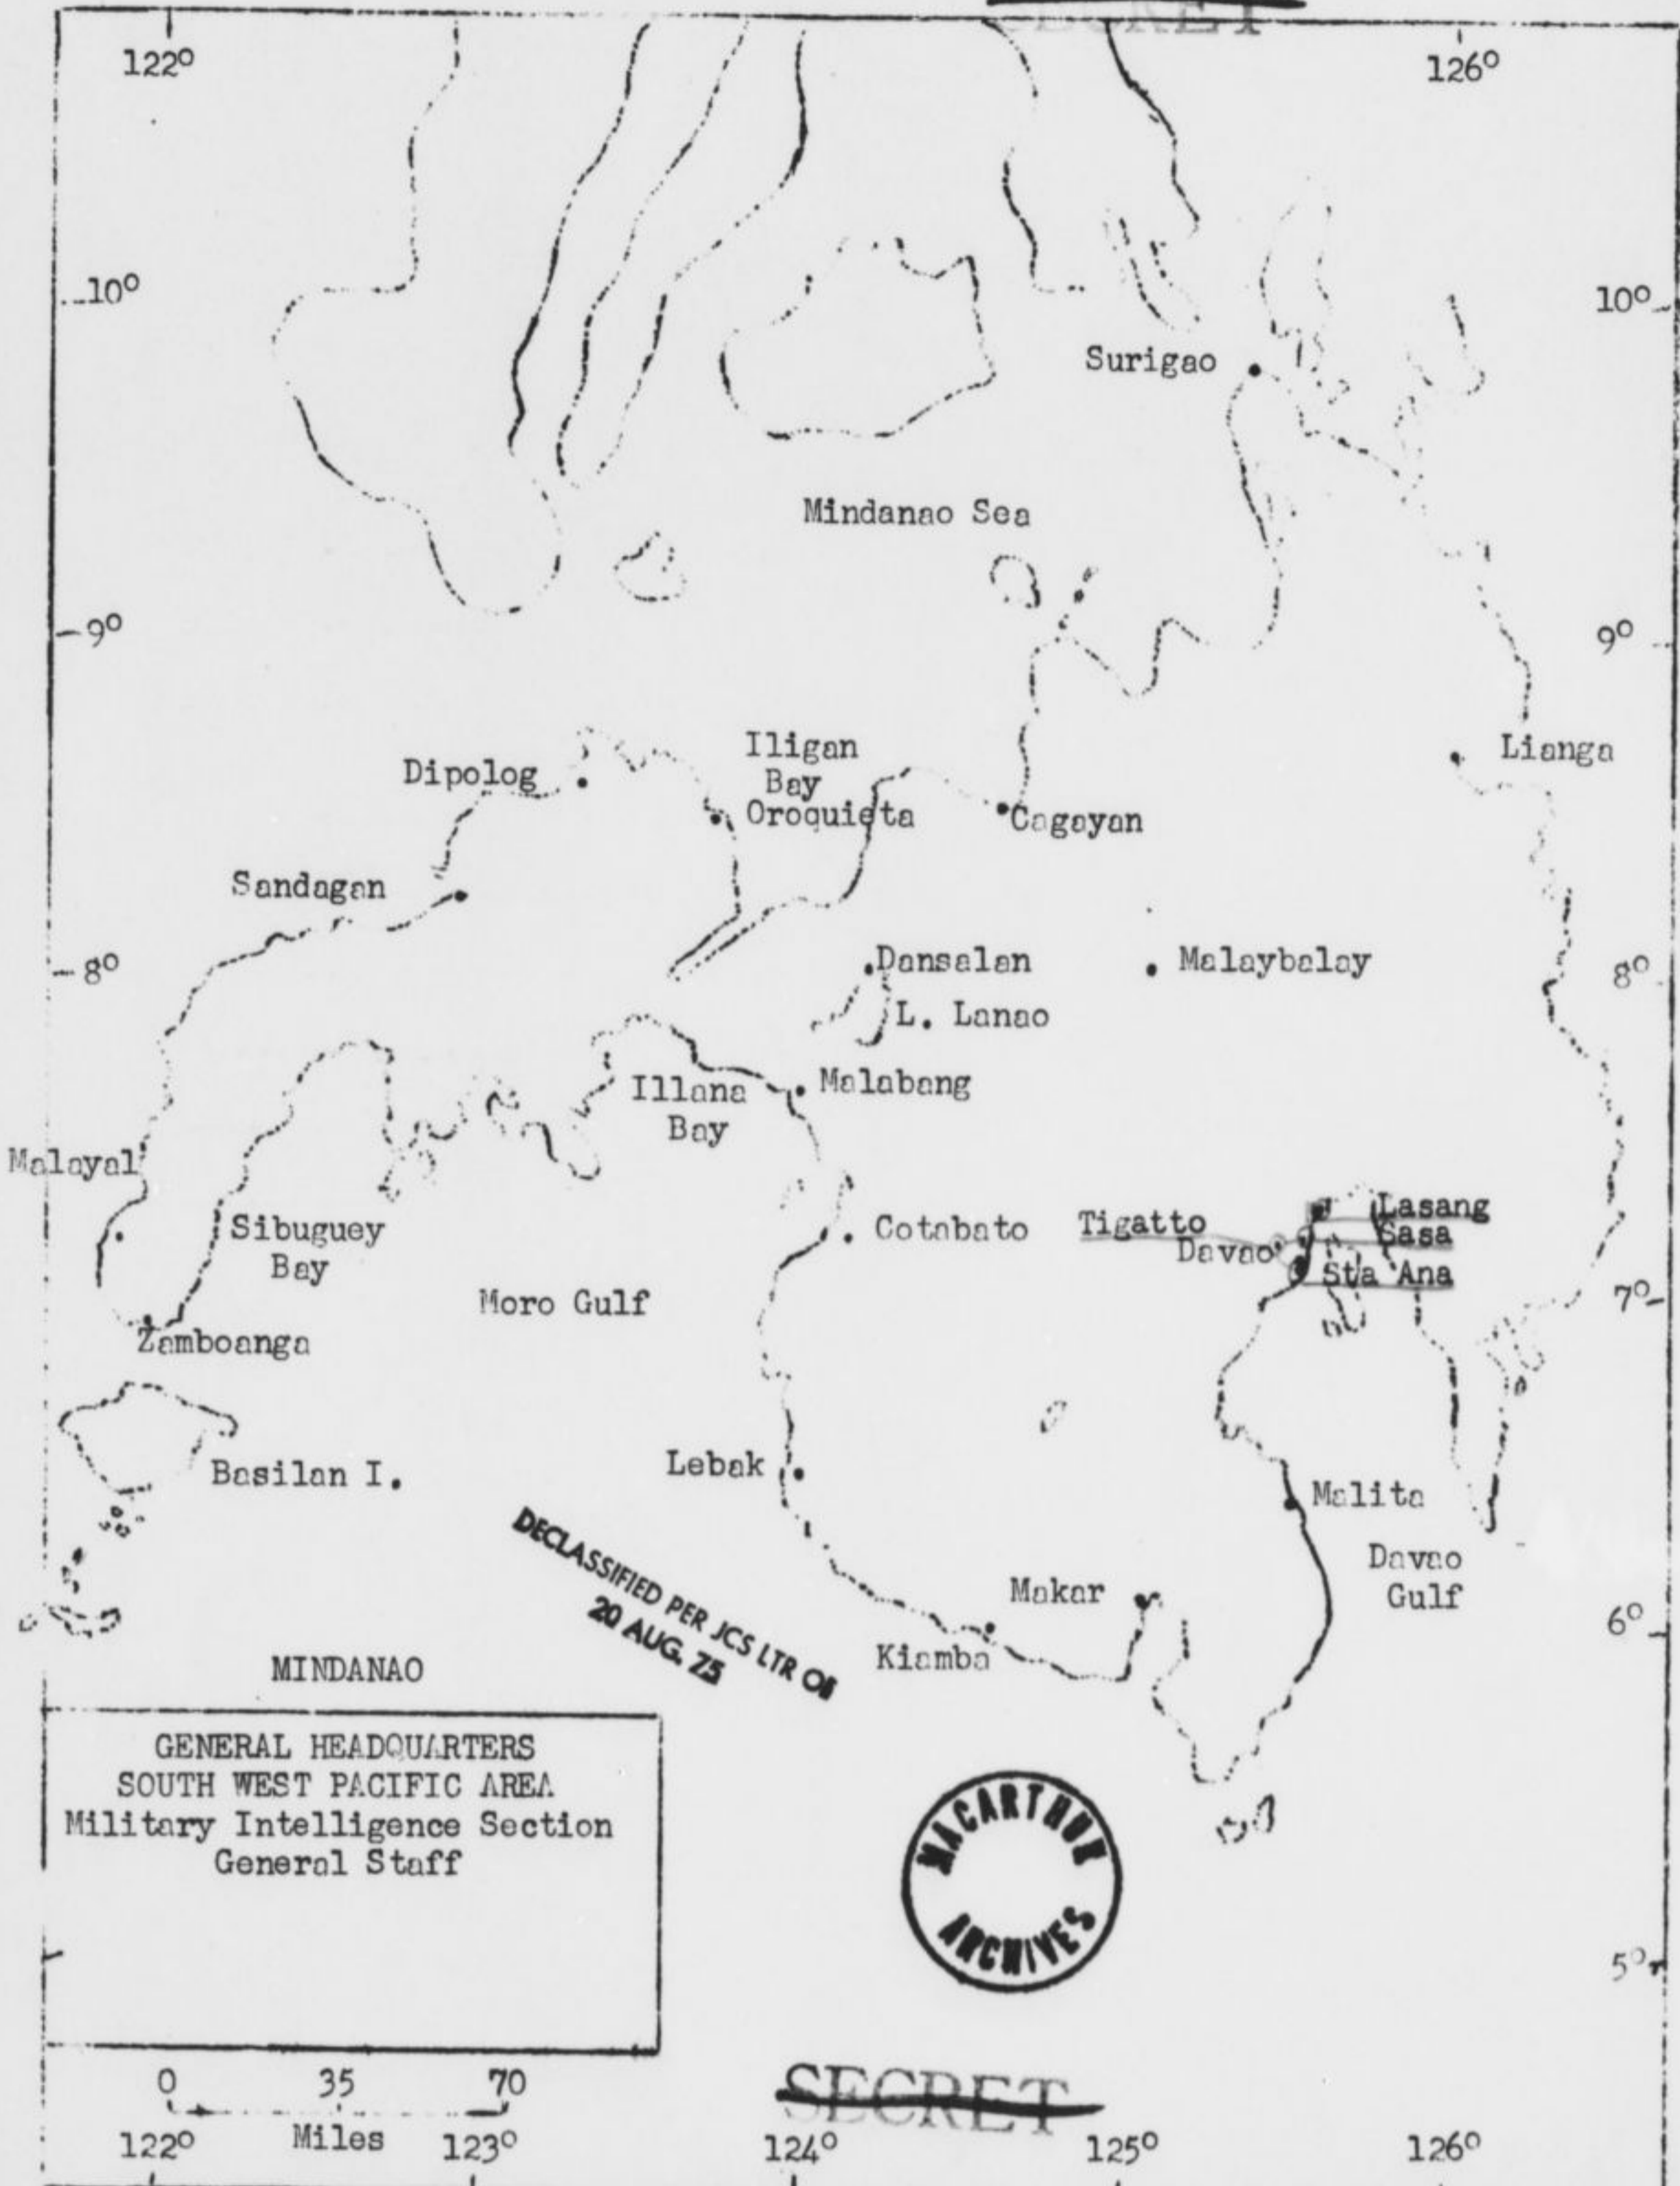 SECRET
122°
126°
10°
10°
Surigao
Mindanao Sea
9°
9°
Iligan
Bay
Lianga
Dipolog
Oroquieta
Cagayan
Sandagan
8°
Dansalan
Malaybalay
8°
L. Lanao
Illana
Bay
Malabang
Malayal
Sibuguey
Bay
Cotabato
Tigatto
Davao
Lasang
Sasa
Sta Ana
Moro Gulf
7°
Zamboanga
Basilan I.
Lebak
Malita
Davao
Gulf
DECLASSIFIED PER JCS LTR OF
20 AUG. 75
Makar
6°
Kiamba
MINDANAO
GENERAL HEADQUARTERS
SOUTH WEST PACIFIC AREA
Military Intelligence Section
General Staff
MACARTHUR
ARCHIVES
5°
0 35 70
Miles
SECRET
122° 123° 124° 125° 126°